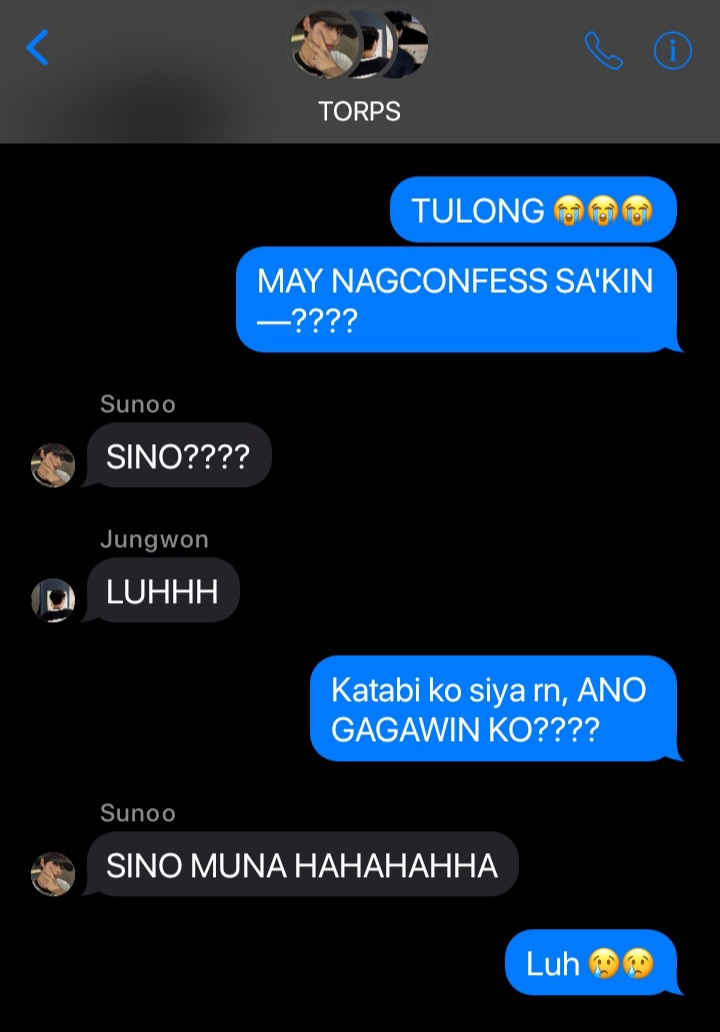 TORPS
TULONG 😭😭😭
MAY NAGCONFESS SA'KIN
—????
Sunoo
SINO????
Jungwon
LUHHH
Katabi ko siya rn, ANO
GAGAWIN KO????
Sunoo
SINO MUNA HAHAHAHHA
Luh 😢😢